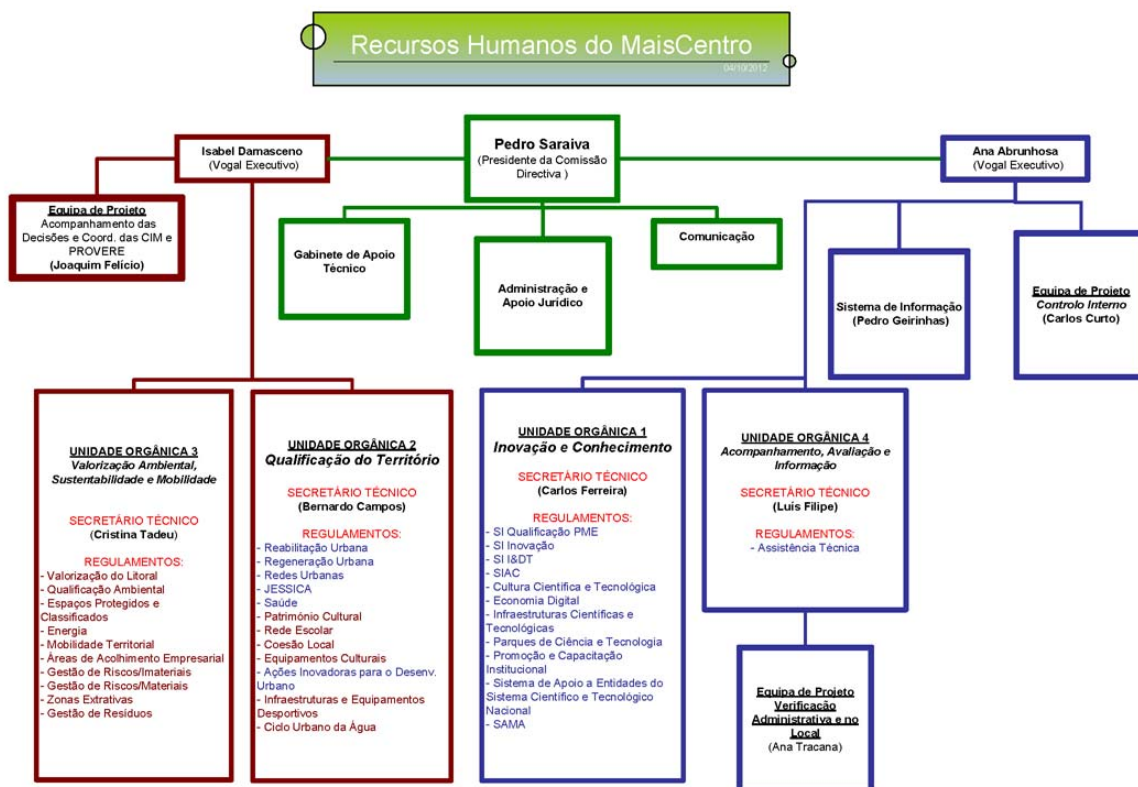 Recursos Humanos do MaisCentro
04/10/2012
Pedro Saraiva
(Presidente da Comissão
Directiva )
Isabel Damasceno
(Vogal Executivo)
Ana Abrunhosa
(Vogal Executivo)
Equipa de Projeto
Acompanhamento das
Decisões e Coord. das CIM e
PROVERE
(Joaquim Felício)
Gabinete de Apoio
Técnico
Administração e
Apoio Jurídico
Comunicação
Sistema de Informação
(Pedro Geirinhas)
Equipa de Projeto
Controlo Interno
(Carlos Curto)
UNIDADE ORGÂNICA 3
Valorização Ambiental,
Sustentabilidade e Mobilidade
SECRETÁRIO TÉCNICO
(Cristina Tadeu)
REGULAMENTOS:
- Valorização do Litoral
- Qualificação Ambiental
- Espaços Protegidos e
Classificados
- Energia
- Mobilidade Territorial
- Áreas de Acolhimento Empresarial
- Gestão de Riscos/Imateriais
- Gestão de Riscos/Materiais
- Zonas Extrativas
- Gestão de Resíduos
UNIDADE ORGÂNICA 2
Qualificação do Território
SECRETÁRIO TÉCNICO
(Bernardo Campos)
REGULAMENTOS:
- Reabilitação Urbana
- Regeneração Urbana
- Redes Urbanas
- JESSICA
- Saúde
- Património Cultural
- Rede Escolar
- Coesão Local
- Equipamentos Culturais
- Ações Inovadoras para o Desenv.
Urbano
- Infraestruturas e Equipamentos
Desportivos
- Ciclo Urbano da Água
UNIDADE ORGÂNICA 1
Inovação e Conhecimento
SECRETÁRIO TÉCNICO
(Carlos Ferreira)
REGULAMENTOS:
- SI Qualificação PME
- SI Inovação
- SI I&DT
- SIAC
- Cultura Científica e Tecnológica
- Economia Digital
- Infraestruturas Científicas e
Tecnológicas
- Parques de Ciência e Tecnologia
- Promoção e Capacitação
Institucional
- Sistema de Apoio a Entidades do
Sistema Científico e Tecnológico
Nacional
- SAMA
UNIDADE ORGÂNICA 4
Acompanhamento, Avaliação e
Informação
SECRETÁRIO TÉCNICO
(Luís Filipe)
REGULAMENTOS:
- Assistência Técnica
Equipa de Projeto
Verificação
Administrativa e no
Local
(Ana Tracana)